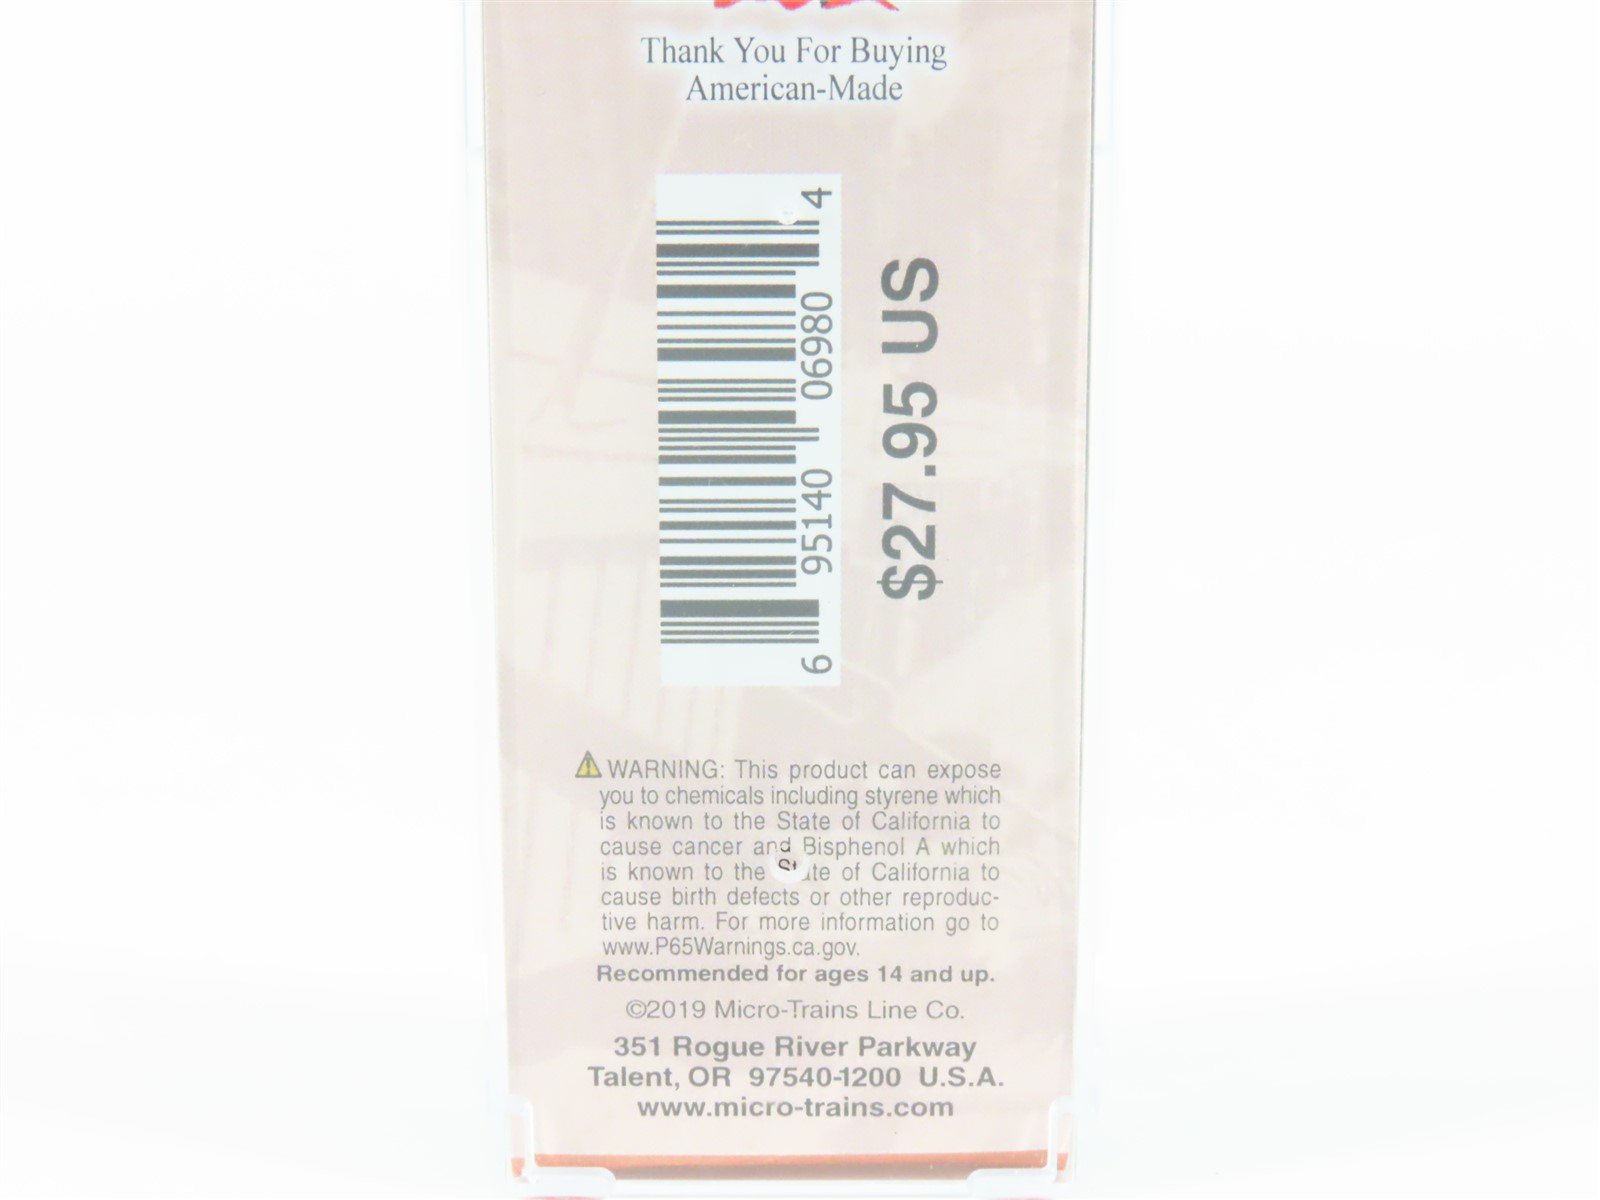 Thank You For Buying
American-Made
6 95140 06980 4
$27.95 US
WARNING: This product can expose
you to chemicals including styrene which
is known to the State of California to
cause cancer and Bisphenol A which
is known to the State of California to
cause birth defects or other reproduc-
tive harm. For more information go to
www.P65Warnings.ca.gov.
Recommended for ages 14 and up.
©2019 Micro-Trains Line Co.
351 Rogue River Parkway
Talent, OR 97540-1200 U.S.A.
www.micro-trains.com